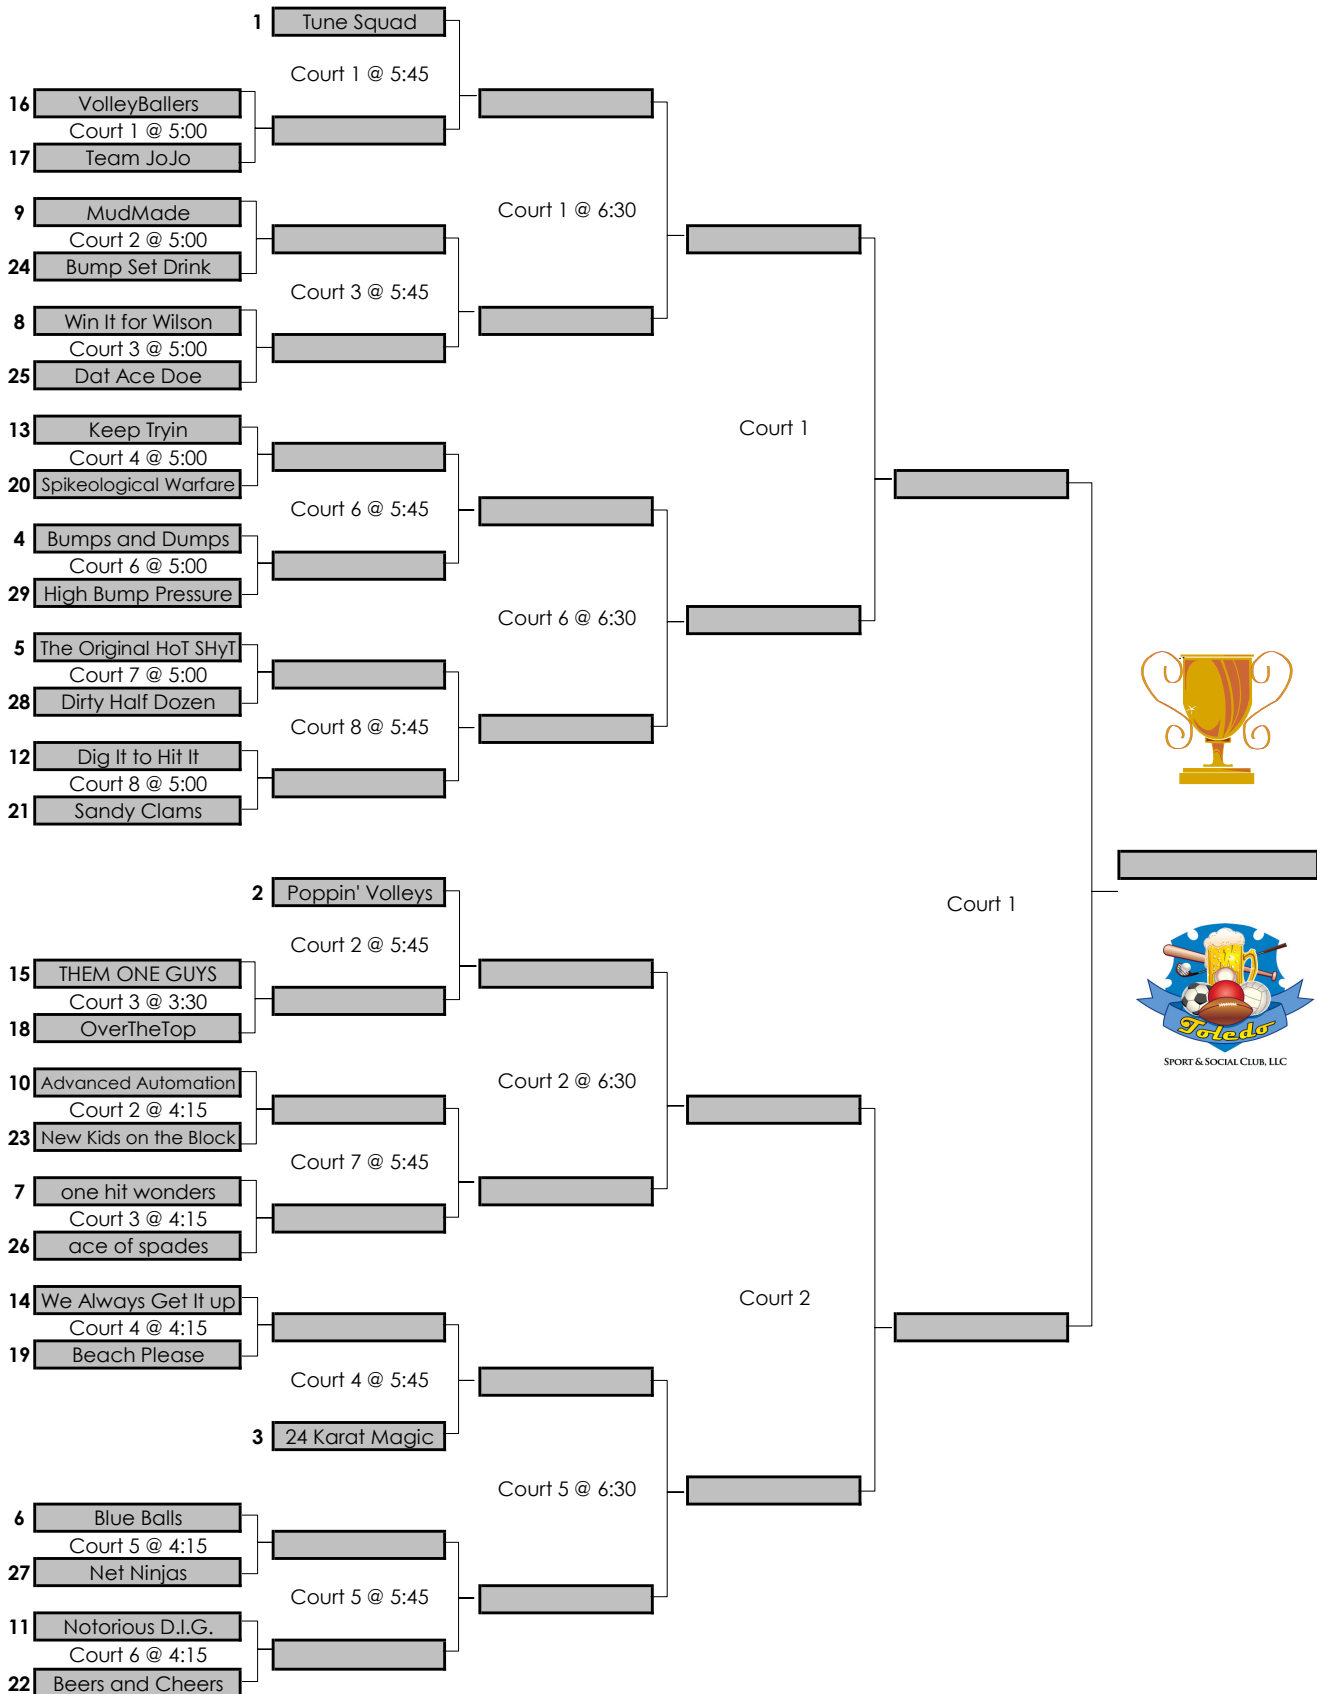 1 Tune Squad
Court 1 @ 5:45
16 VolleyBallers
Court 1 @ 5:00
17 Team JoJo
9 MudMade
Court 2 @ 5:00
24 Bump Set Drink
Court 1 @ 6:30
Court 3 @ 5:45
8 Win It for Wilson
Court 3 @ 5:00
25 Dat Ace Doe
13 Keep Tryin
Court 4 @ 5:00
20 Spikeological Warfare
Court 1
Court 6 @ 5:45
4 Bumps and Dumps
Court 6 @ 5:00
29 High Bump Pressure
Court 6 @ 6:30
5 The Original HoT SHyT
Court 7 @ 5:00
28 Dirty Half Dozen
Court 8 @ 5:45
12 Dig It to Hit It
Court 8 @ 5:00
21 Sandy Clams
2 Poppin' Volleys
Court 1
Court 2 @ 5:45
15 THEM ONE GUYS
Court 3 @ 3:30
18 OverTheTop
Toledo
SPORT & SOCIAL CLUB, LLC
10 Advanced Automation
Court 2 @ 4:15
23 New Kids on the Block
Court 2 @ 6:30
Court 7 @ 5:45
7 one hit wonders
Court 3 @ 4:15
26 ace of spades
14 We Always Get It up
Court 4 @ 4:15
19 Beach Please
Court 2
Court 4 @ 5:45
3 24 Karat Magic
Court 5 @ 6:30
6 Blue Balls
Court 5 @ 4:15
27 Net Ninjas
Court 5 @ 5:45
11 Notorious D.I.G.
Court 6 @ 4:15
22 Beers and Cheers